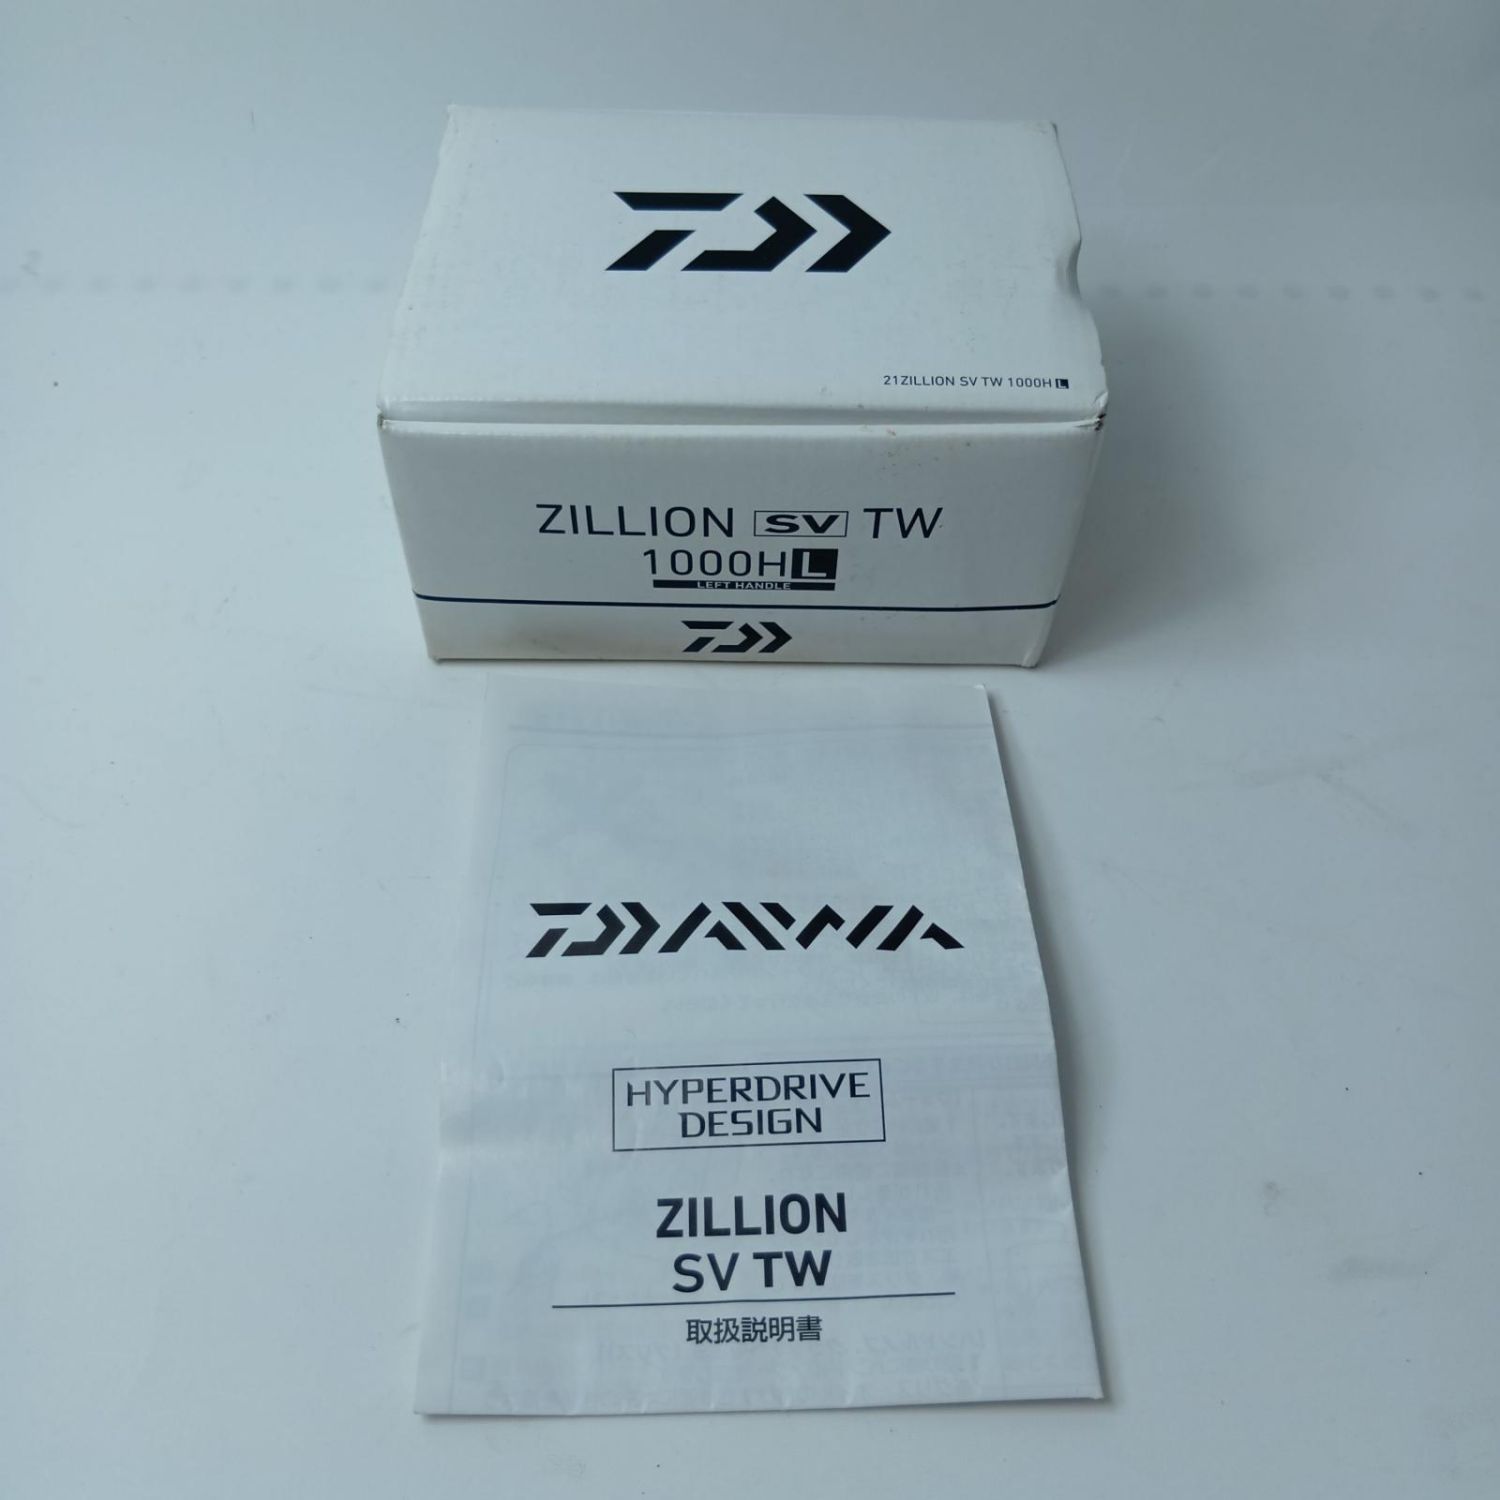 21ZILLION SV TW 1000H L
ZILLION SV TW
1000HL
LEFT HANDLE
DAIWA
HYPERDRIVE
DESIGN
ZILLION
SV TW
取扱説明書